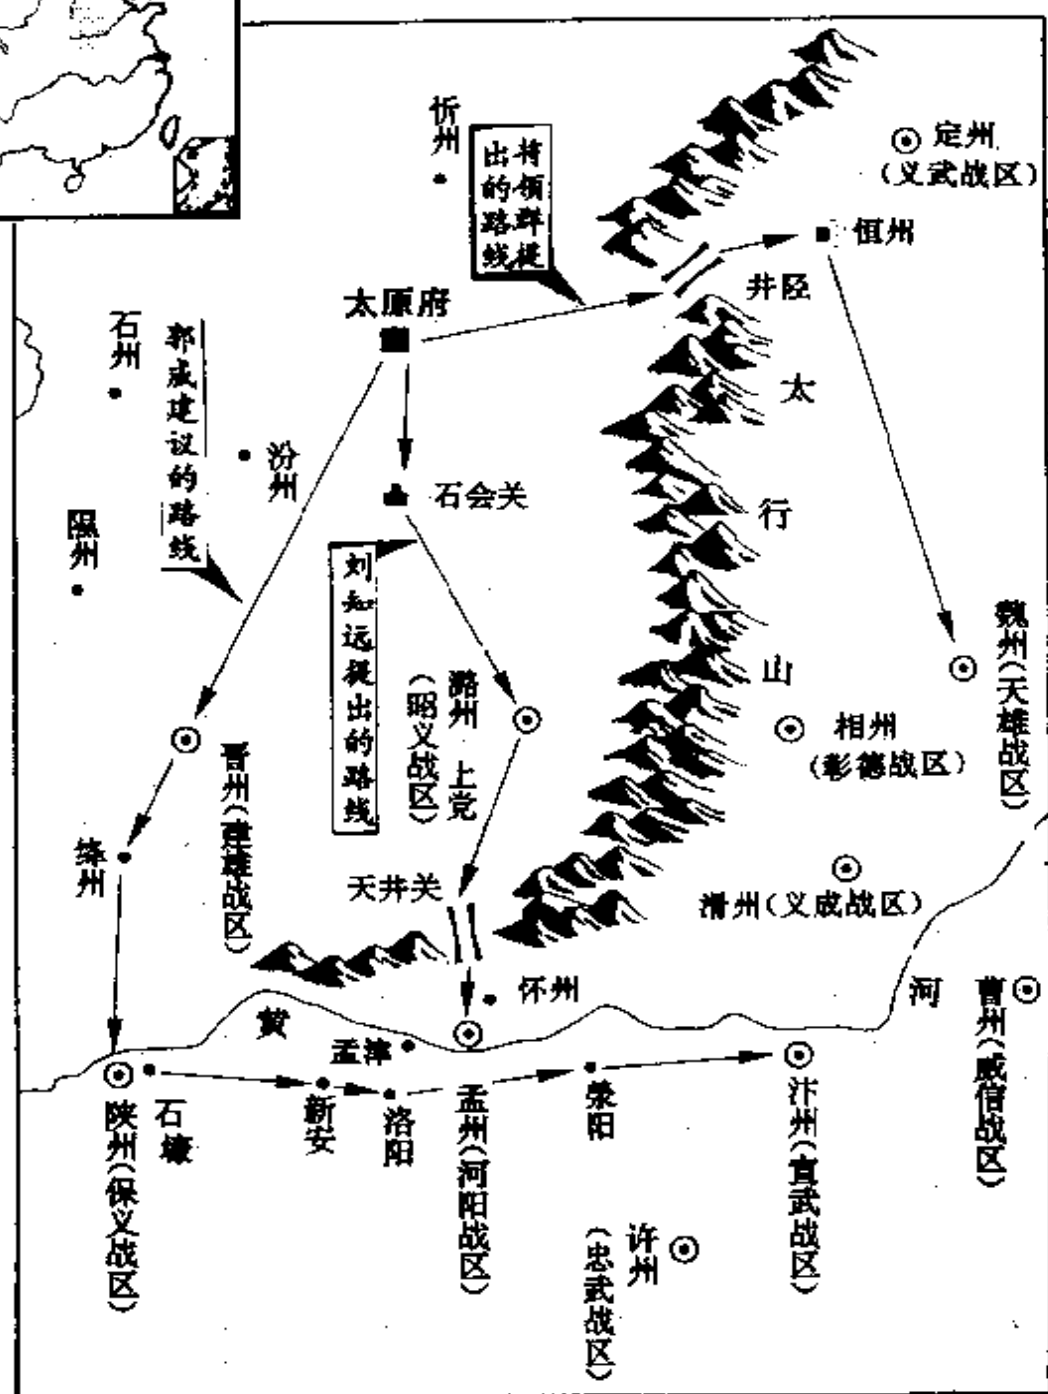 忻州
将领群提
出的路线
定州
(义武战区)
恒州
井陉
太原府
石州
郭威建议的路线
汾州
石会关
隰州
刘知远提出的路线
太
行
山
魏州(天雄战区)
潞州 上党
(昭义战区)
相州
(彰德战区)
晋州(建雄战区)
绛州
天井关
滑州(义成战区)
怀州
黄
河
曹州(威信战区)
孟津
陕州(保义战区)
石壕
新安
洛阳
孟州(河阳战区)
荥阳
汴州(宣武战区)
许州
(忠武战区)